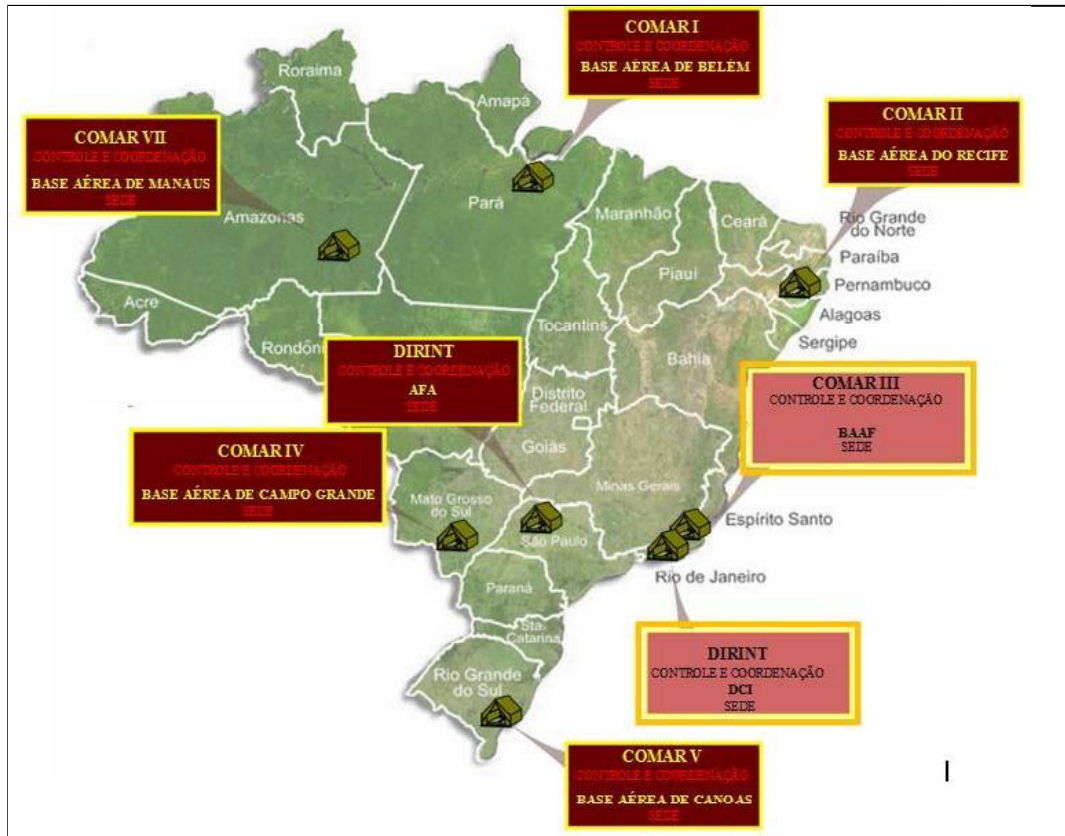 COMAR I
CONTROLE E COORDENAÇÃO
BASE AÉREA DE BELÉM
SEDE
Roraima
Amapá
COMAR II
CONTROLE E COORDENAÇÃO
BASE AÉREA DO RECIFE
SEDE
COMAR VII
CONTROLE E COORDENAÇÃO
BASE AÉREA DE MANAUS
SEDE
Amazonas
Pará
Maranhão
Ceará
Rio Grande
do Norte
Paraíba
Piauí
Pernambuco
Acre
Alagoas
Tocantins
Rondôni
Sergipe
Bahia
DIRINT
CONTROLE E COORDENAÇÃO
AFA
SEDE
COMAR III
CONTROLE E COORDENAÇÃO
BAAF
SEDE
Distrito
Federal
Goiás
COMAR IV
CONTROLE E COORDENAÇÃO
BASE AÉREA DE CAMPO GRANDE
SEDE
Mato Grosso
do Sul
Minas Gerais
Espírito Santo
São Paulo
Rio de Janeiro
Paraná
Sta.
Catarina
DIRINT
CONTROLE E COORDENAÇÃO
DCI
SEDE
Rio Grande
do Sul
COMAR V
CONTROLE E COORDENAÇÃO
BASE AÉREA DE CANOAS
SEDE